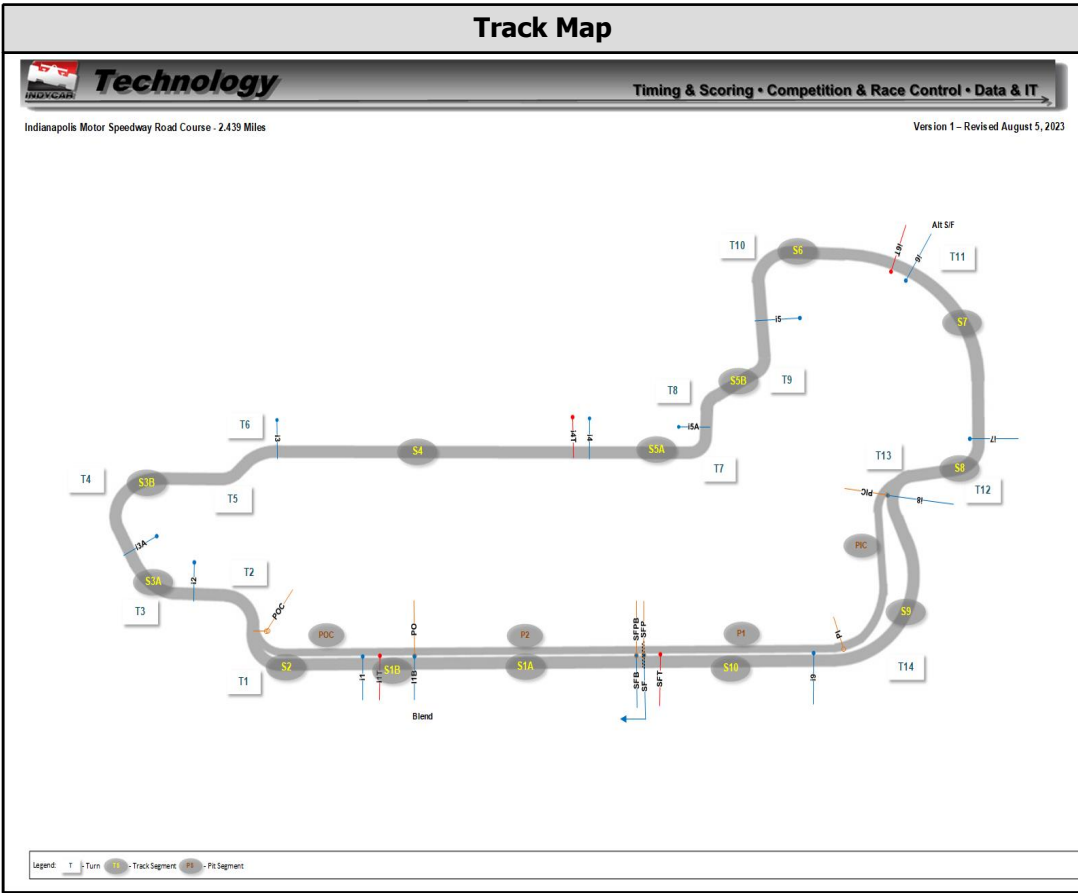 Track Map
INDYCAR Technology
Timing & Scoring • Competition & Race Control • Data & IT
Indianapolis Motor Speedway Road Course - 2.439 Miles
Version 1 – Revised August 5, 2023
Alt S/F
T10
S6
I6T
I6
T11
I5
S7
T8
S5B
T9
T6
I3
I4T
I4
I5A
S4
S5A
T7
I7
T4
S3B
T5
T13
S8
T12
PIC
I8
I3A
PIC
S3A
I2
T2
T3
POC
S9
POC
PO
P2
SFPB
SFP
P1
PI
T1
S2
I1
I1T
S1B
I1B
S1A
SFB
SF
SFT
S10
I9
T14
Blend
Legend: T - Turn T# - Track Segment P# - Pit Segment